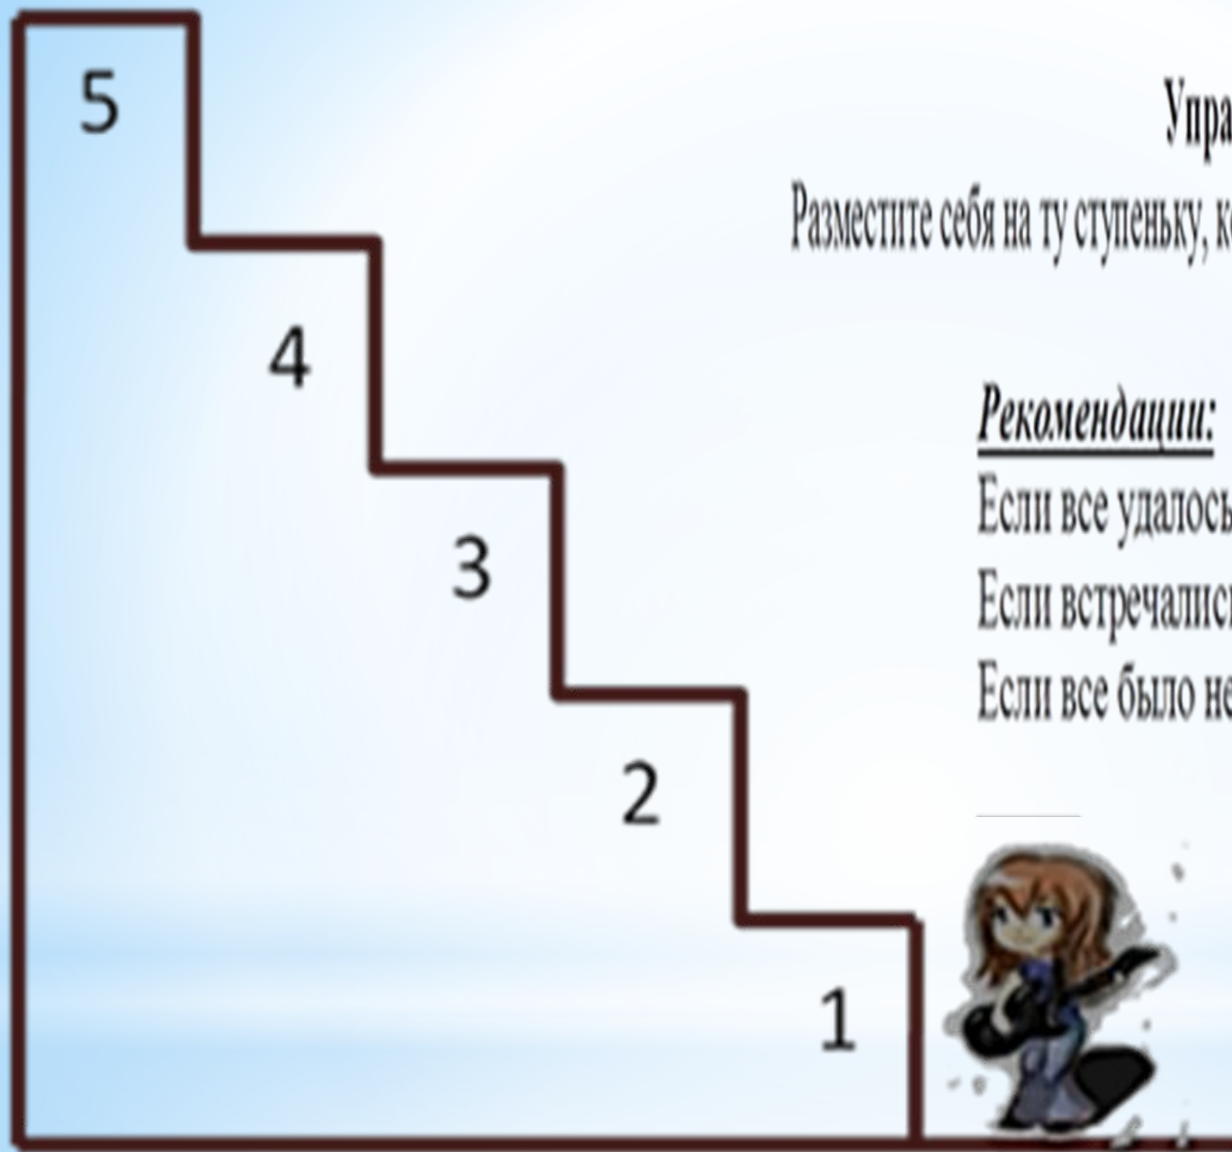 5
4
3
2
1
Упра
Разместите себя на ту ступеньку, к
Рекомендации:
Если все удалось
Если встречалис
Если все было не